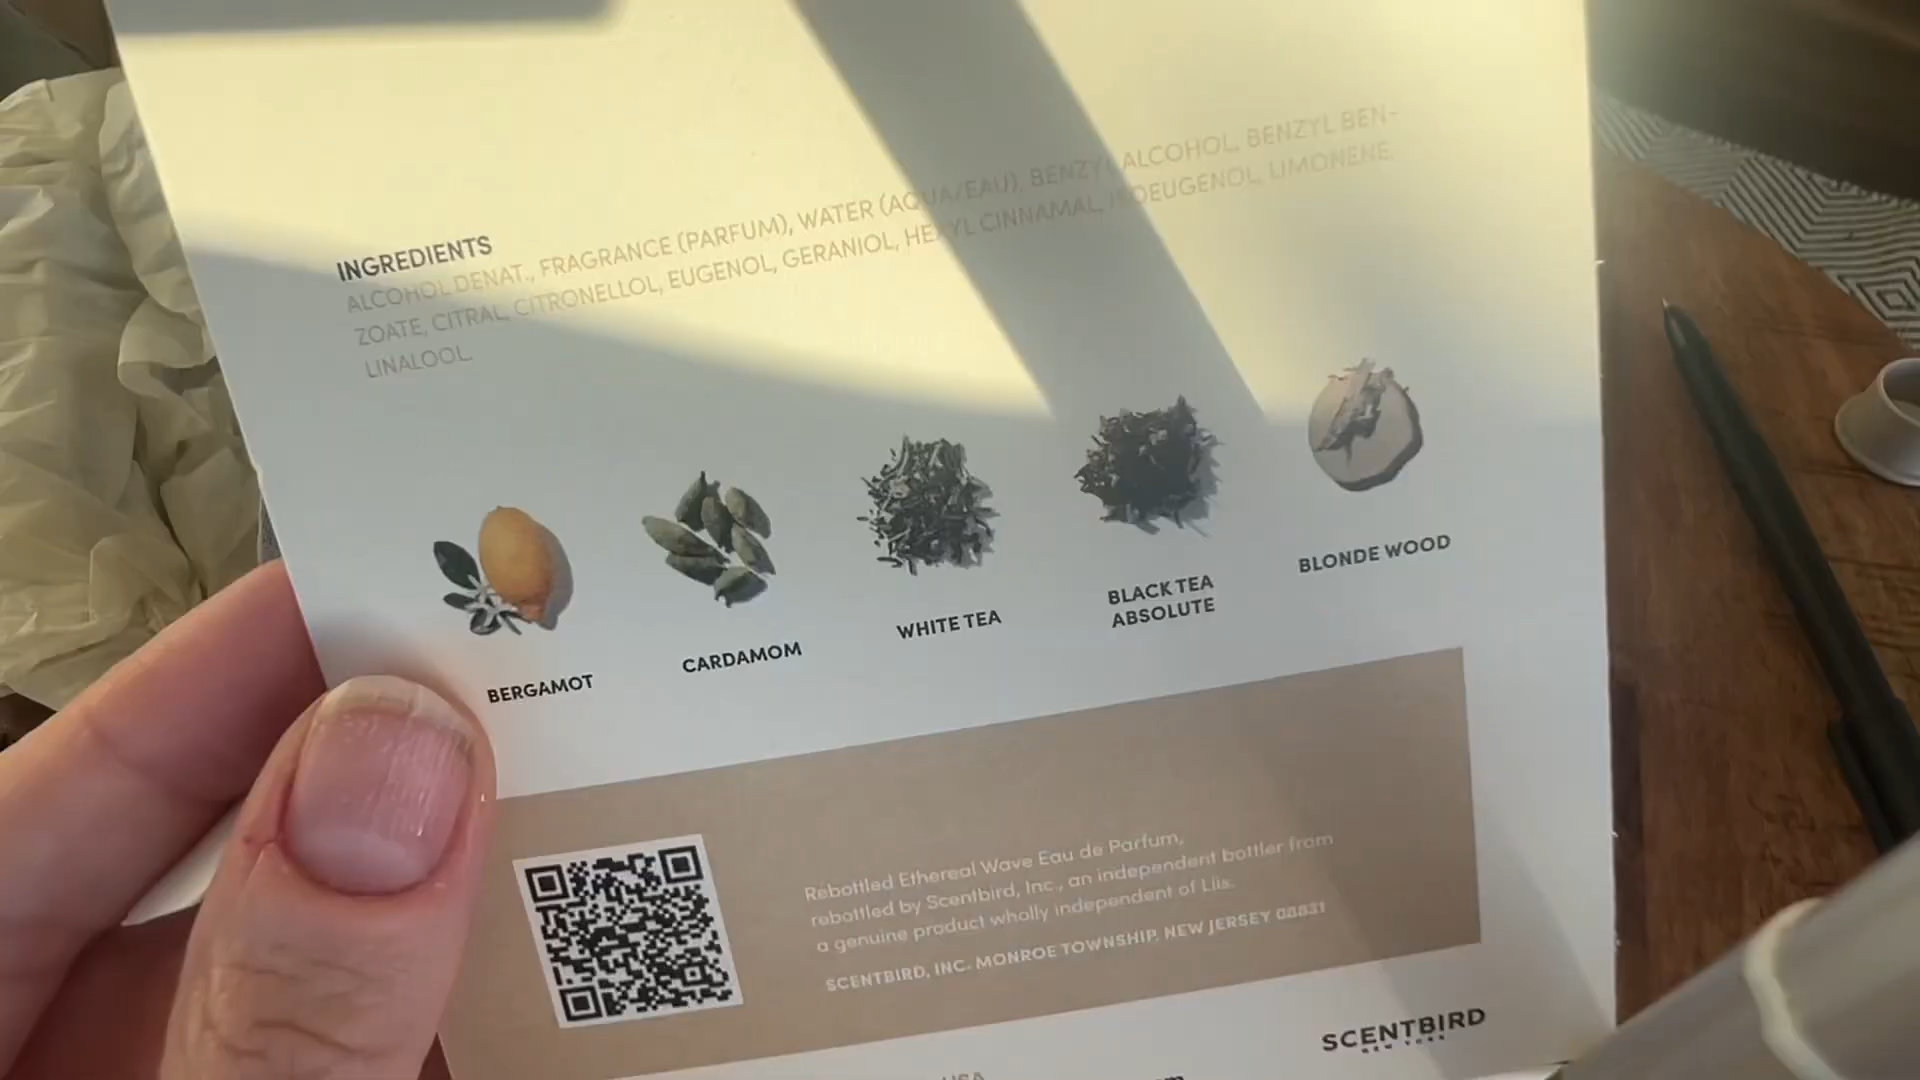 INGREDIENTS
ALCOHOL DENAT., FRAGRANCE (PARFUM), WATER (AQUA/EAU), BENZYL ALCOHOL, BENZYL BEN-
ZOATE, CITRAL, CITRONELLOL, EUGENOL, GERANIOL, HEXYL CINNAMAL, ISOEUGENOL, LIMONENE,
LINALOOL.
BERGAMOT
CARDAMOM
WHITE TEA
BLACK TEA
ABSOLUTE
BLONDE WOOD
Rebottled Ethereal Wave Eau de Parfum,
rebottled by Scentbird, Inc., an independent bottler from
a genuine product wholly independent of Liis.
SCENTBIRD, INC. MONROE TOWNSHIP, NEW JERSEY 08831
SCENTBIRD
NEW YORK
USA